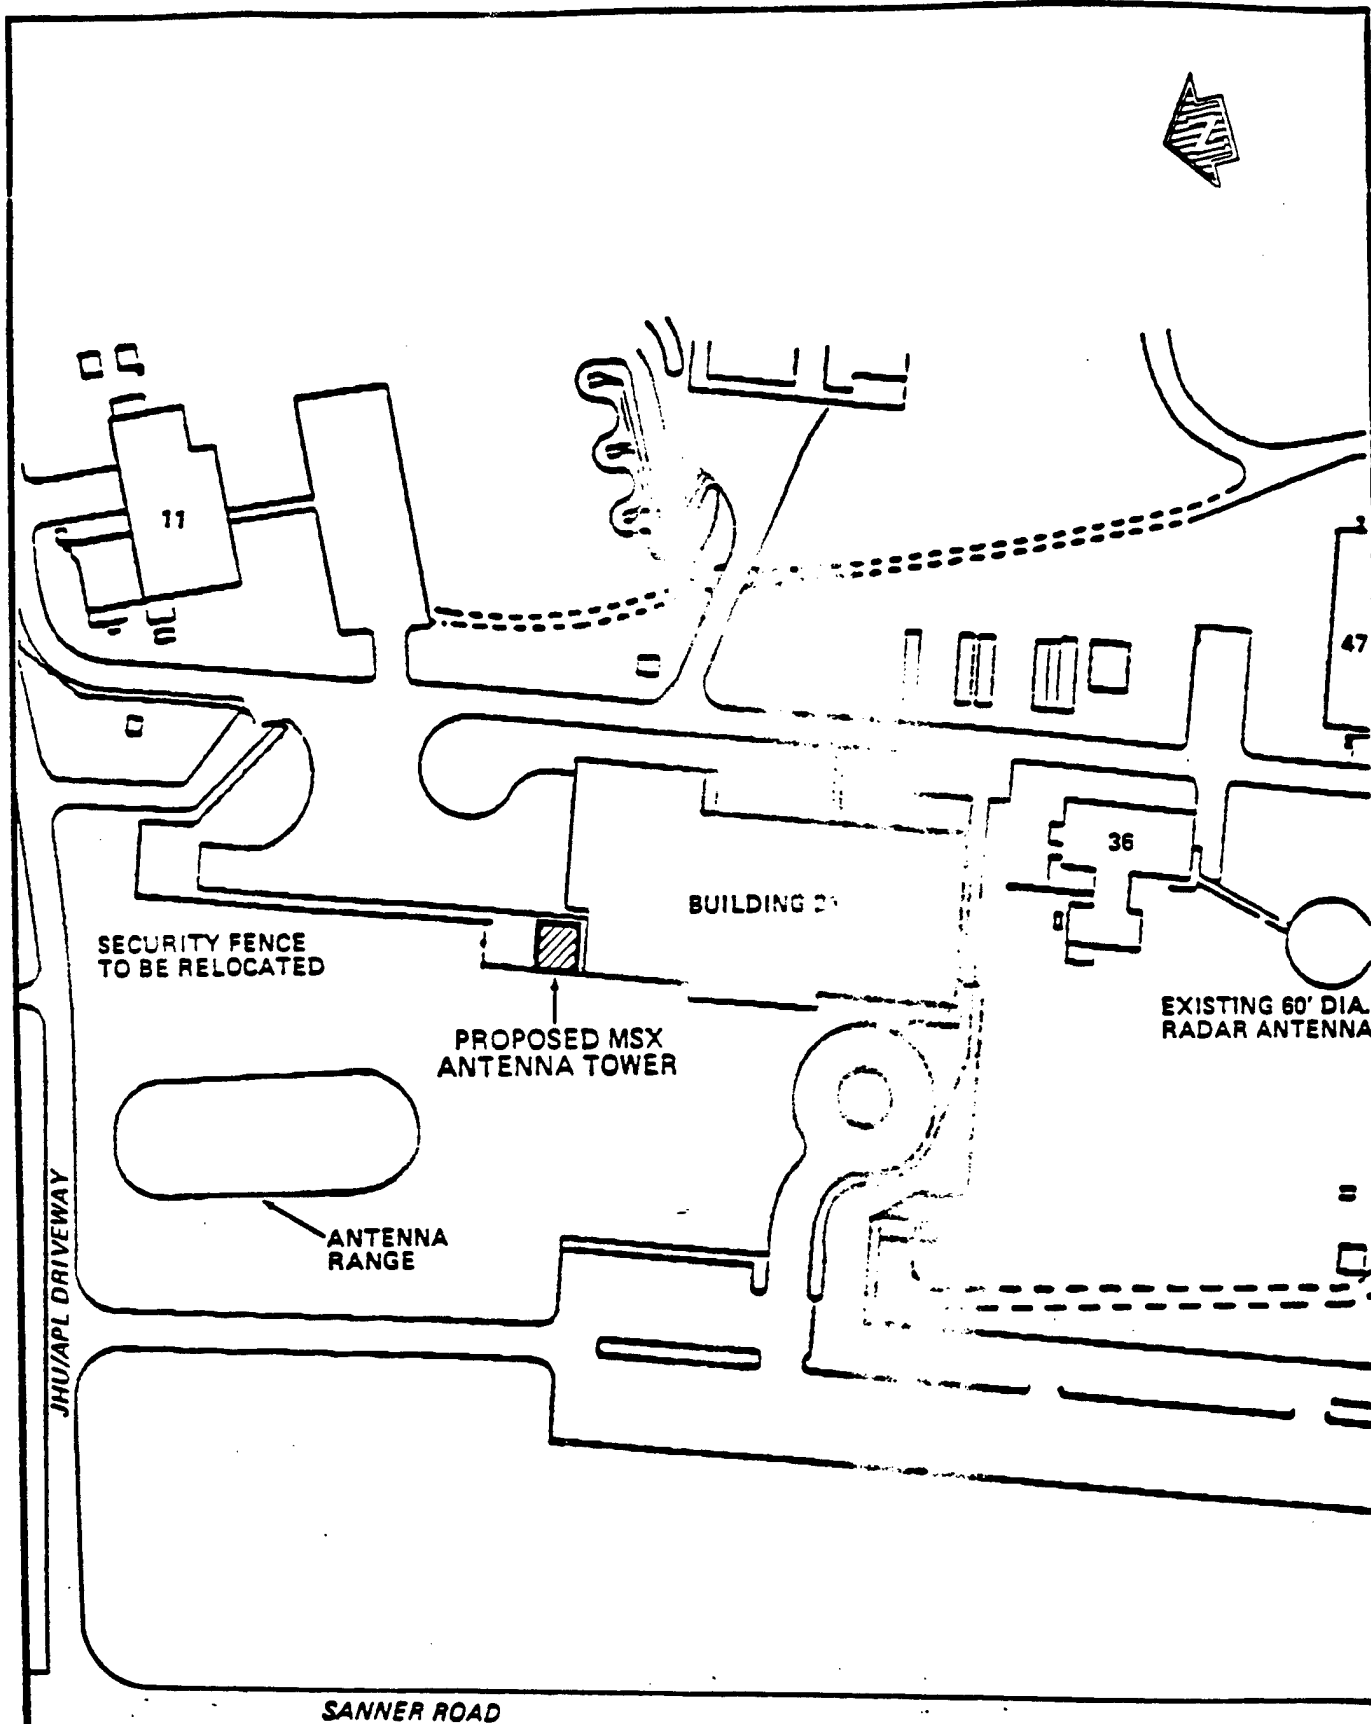 N
11
47
36
BUILDING
SECURITY FENCE
TO BE RELOCATED
EXISTING 60' DIA.
RADAR ANTENNA
PROPOSED MSX
ANTENNA TOWER
ANTENNA
RANGE
JHU/APL DRIVEWAY
SANNER ROAD